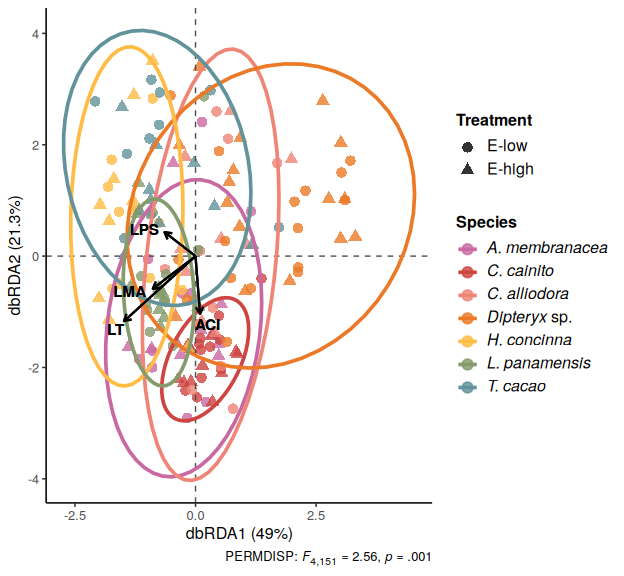 4
2
0
-2
-4
dbRDA2 (21.3%)
LPS
LMA
LT
ACI
-2.5
0.0
2.5
dbRDA1 (49%)
PERMDISP: F4,151 = 2.56, p = .001
Treatment
E-low
E-high
Species
A. membranacea
C. cainito
C. alliodora
Dipteryx sp.
H. concinna
L. panamensis
T. cacao